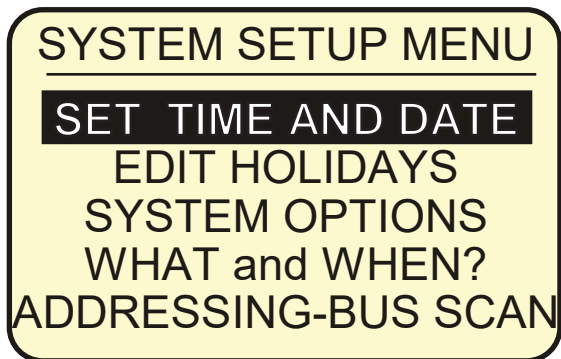 SYSTEM SETUP MENU
SET TIME AND DATE
EDIT HOLIDAYS
SYSTEM OPTIONS
WHAT and WHEN?
ADDRESSING-BUS SCAN